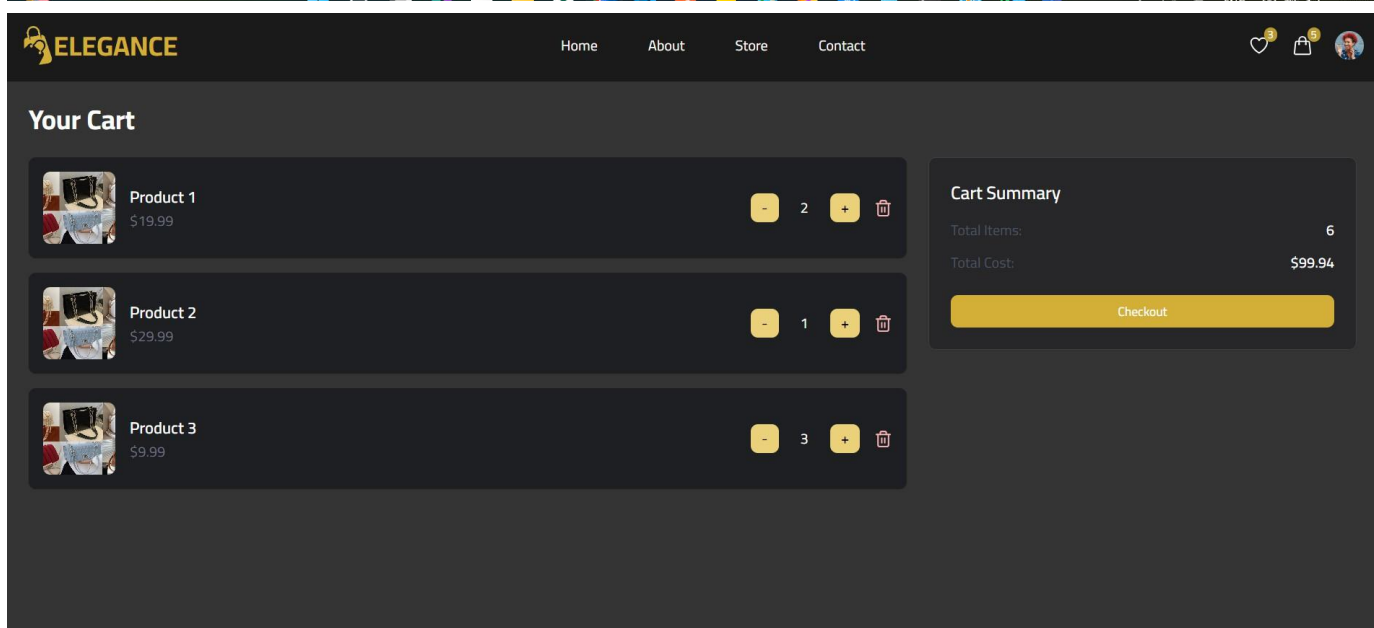 ELEGANCE
Home About Store Contact
3 5
Your Cart
Product 1
$19.99
- 2 +
Product 2
$29.99
- 1 +
Product 3
$9.99
- 3 +
Cart Summary
Total Items: 6
Total Cost: $99.94
Checkout